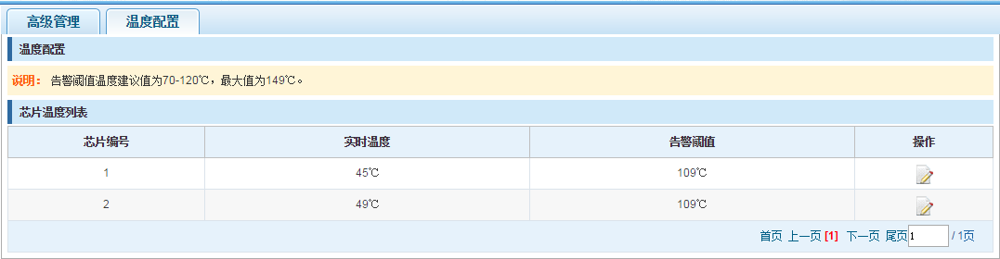 高级管理 温度配置
温度配置
说明： 告警阈值温度建议值为70-120℃，最大值为149℃。
芯片温度列表
芯片编号 实时温度 告警阈值 操作
1 45℃ 109℃
2 49℃ 109℃
首页 上一页 [1] 下一页 尾页 1 / 1页